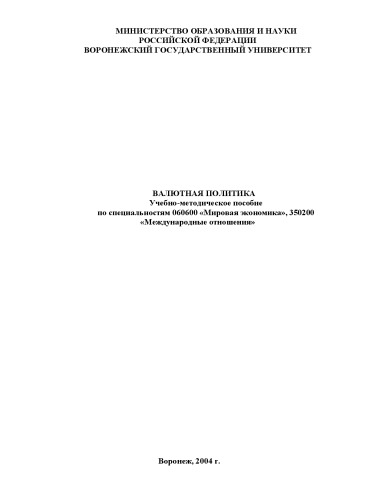 МИНИСТЕРСТВО ОБРАЗОВАНИЯ И НАУКИ
РОССИЙСКОЙ ФЕДЕРАЦИИ
ВОРОНЕЖСКИЙ ГОСУДАРСТВЕННЫЙ УНИВЕРСИТЕТ
ВАЛЮТНАЯ ПОЛИТИКА
Учебно-методическое пособие
по специальностям 060600 «Мировая экономика», 350200
«Международные отношения»
Воронеж, 2004 г.